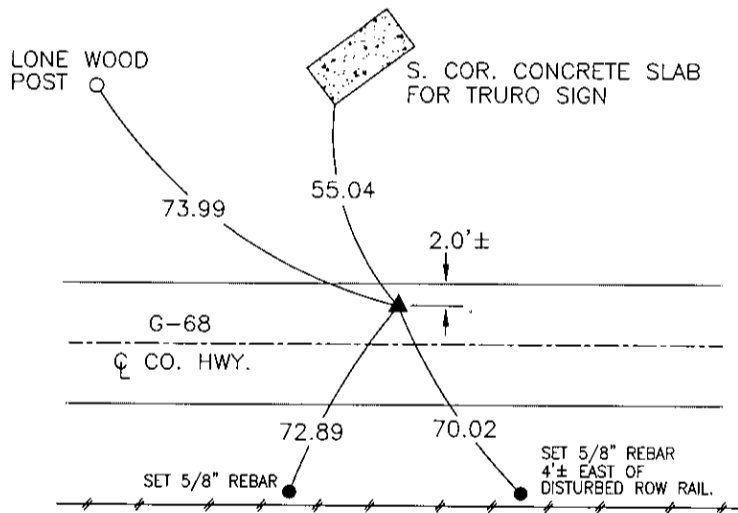 LONE WOOD
POST
S. COR. CONCRETE SLAB
FOR TRURO SIGN
73.99
55.04
2.0'±
G-68
℄ CO. HWY.
72.89
70.02
SET 5/8" REBAR
SET 5/8" REBAR
4'± EAST OF
DISTURBED ROW RAIL.